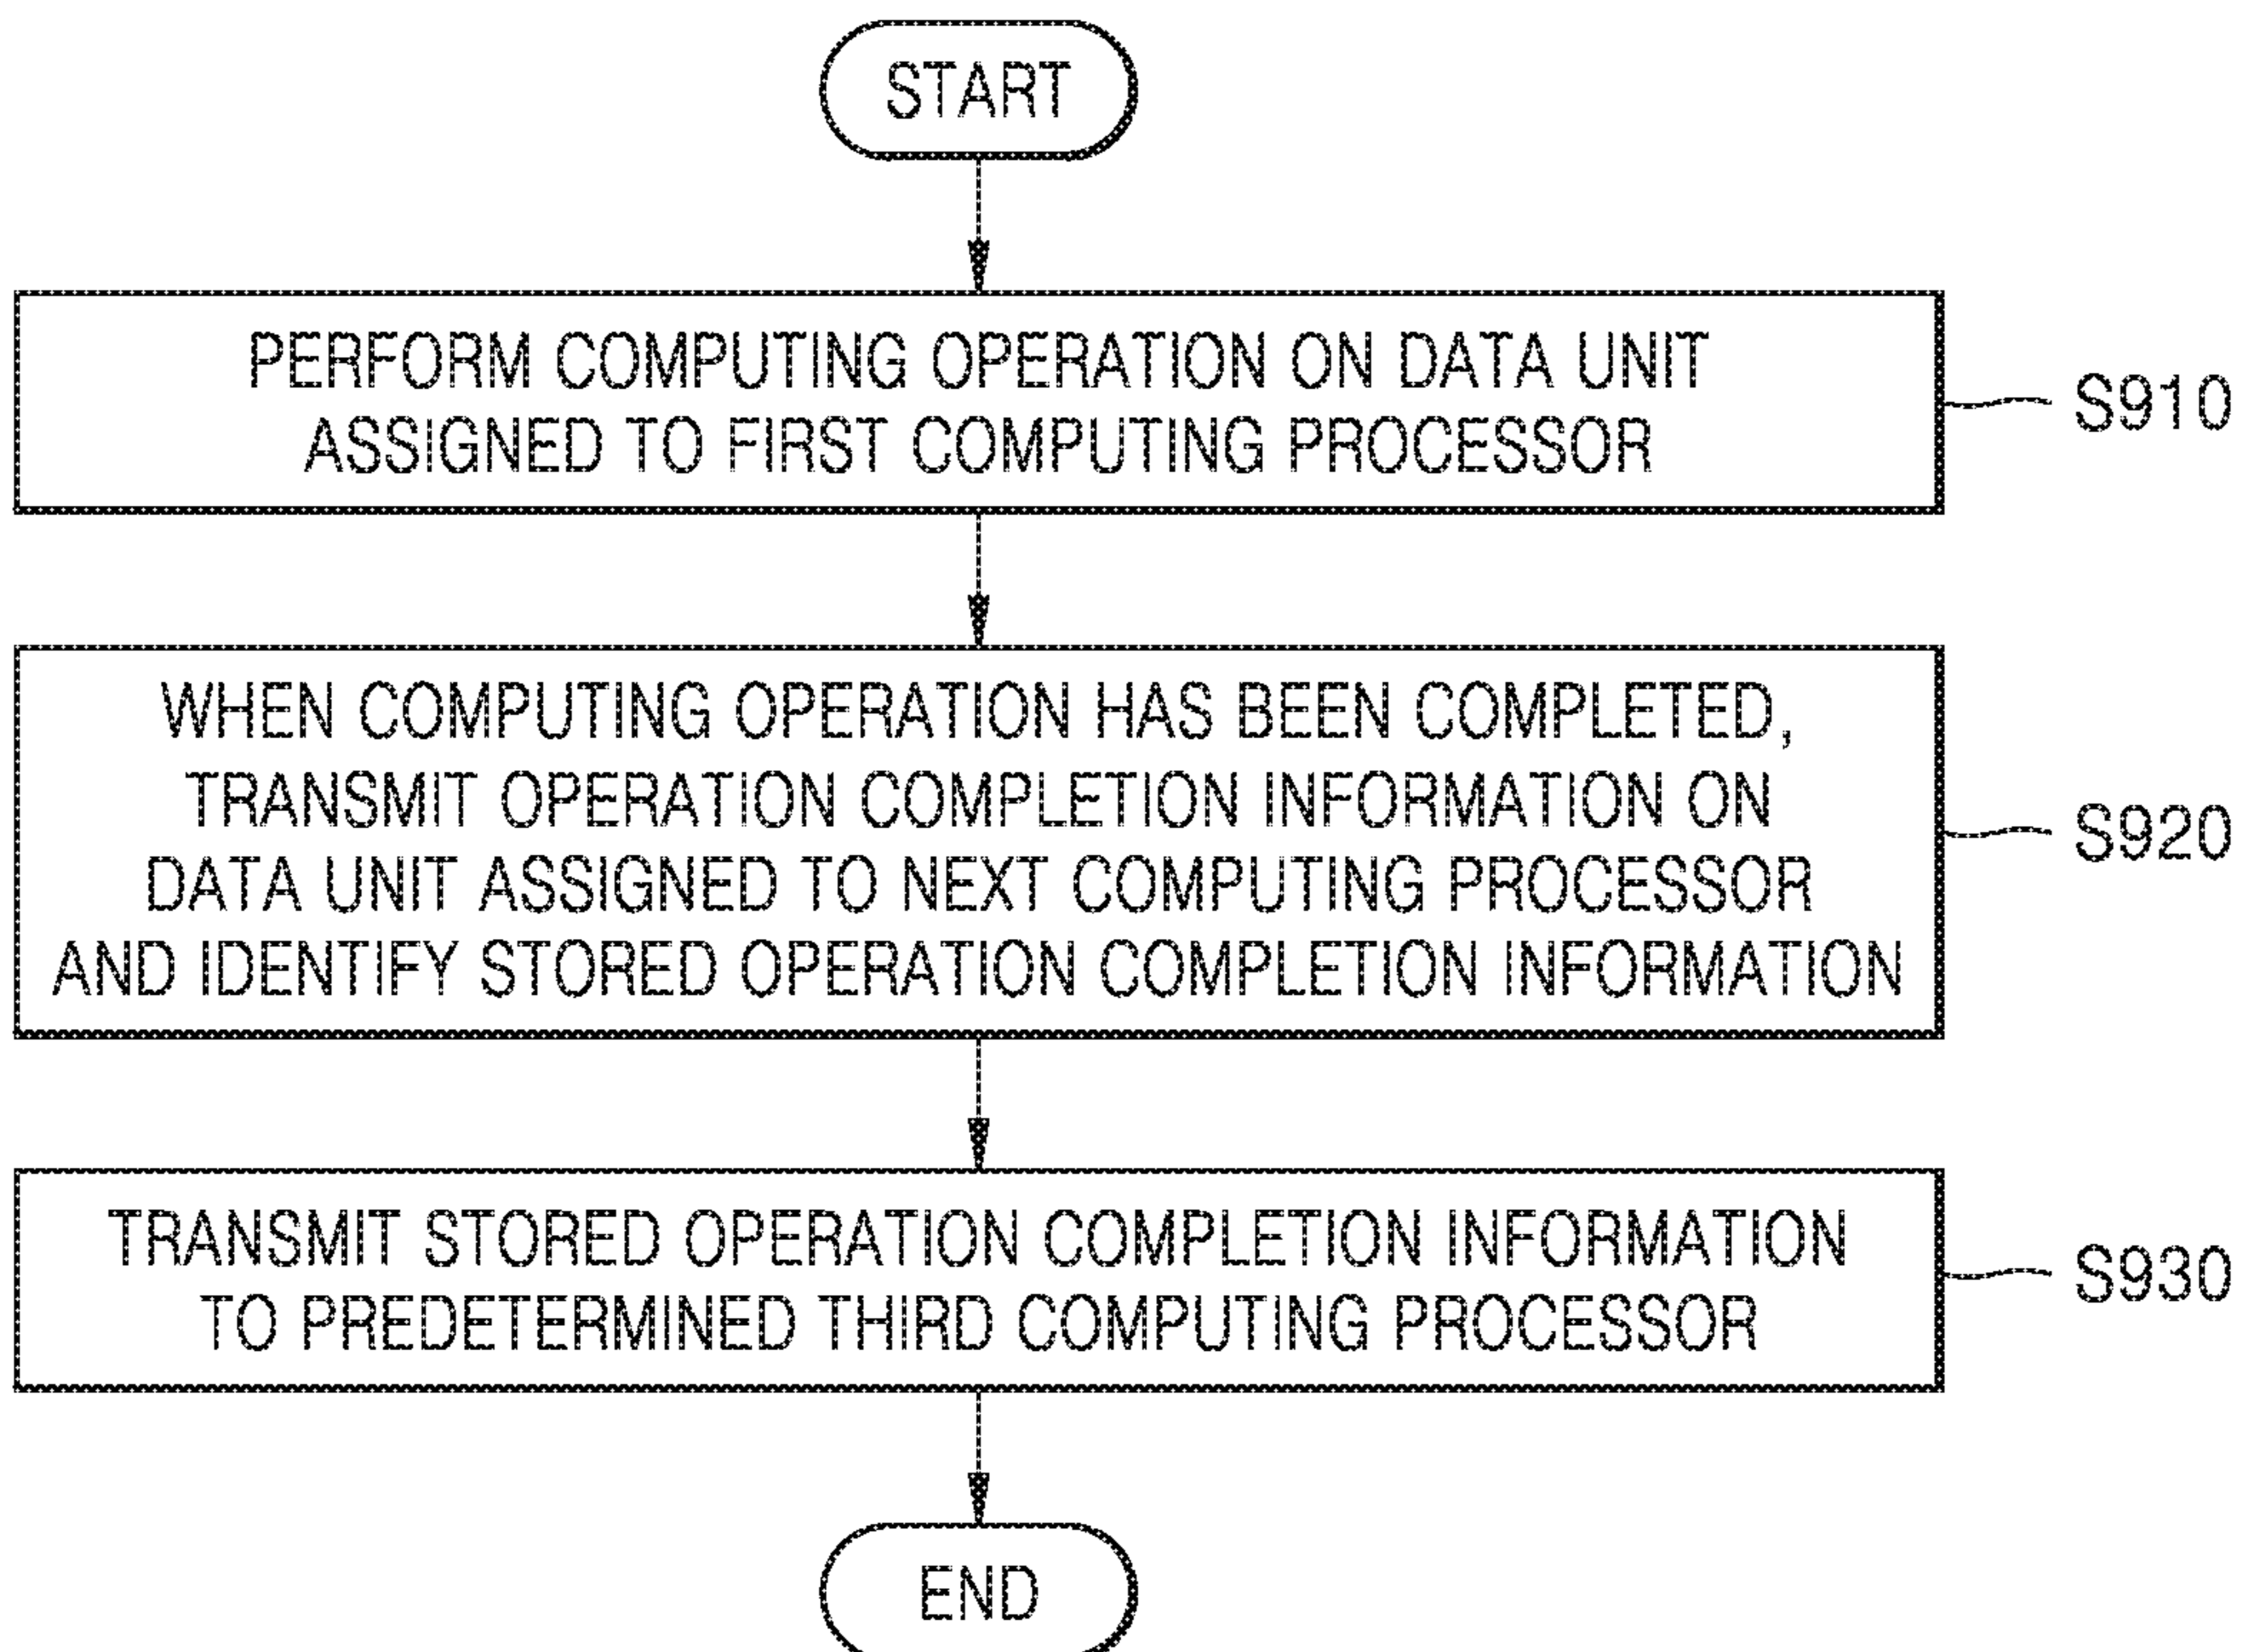 START
PERFORM COMPUTING OPERATION ON DATA UNIT
ASSIGNED TO FIRST COMPUTING PROCESSOR
S910
WHEN COMPUTING OPERATION HAS BEEN COMPLETED,
TRANSMIT OPERATION COMPLETION INFORMATION ON
DATA UNIT ASSIGNED TO NEXT COMPUTING PROCESSOR
AND IDENTIFY STORED OPERATION COMPLETION INFORMATION
S920
TRANSMIT STORED OPERATION COMPLETION INFORMATION
TO PREDETERMINED THIRD COMPUTING PROCESSOR
S930
END